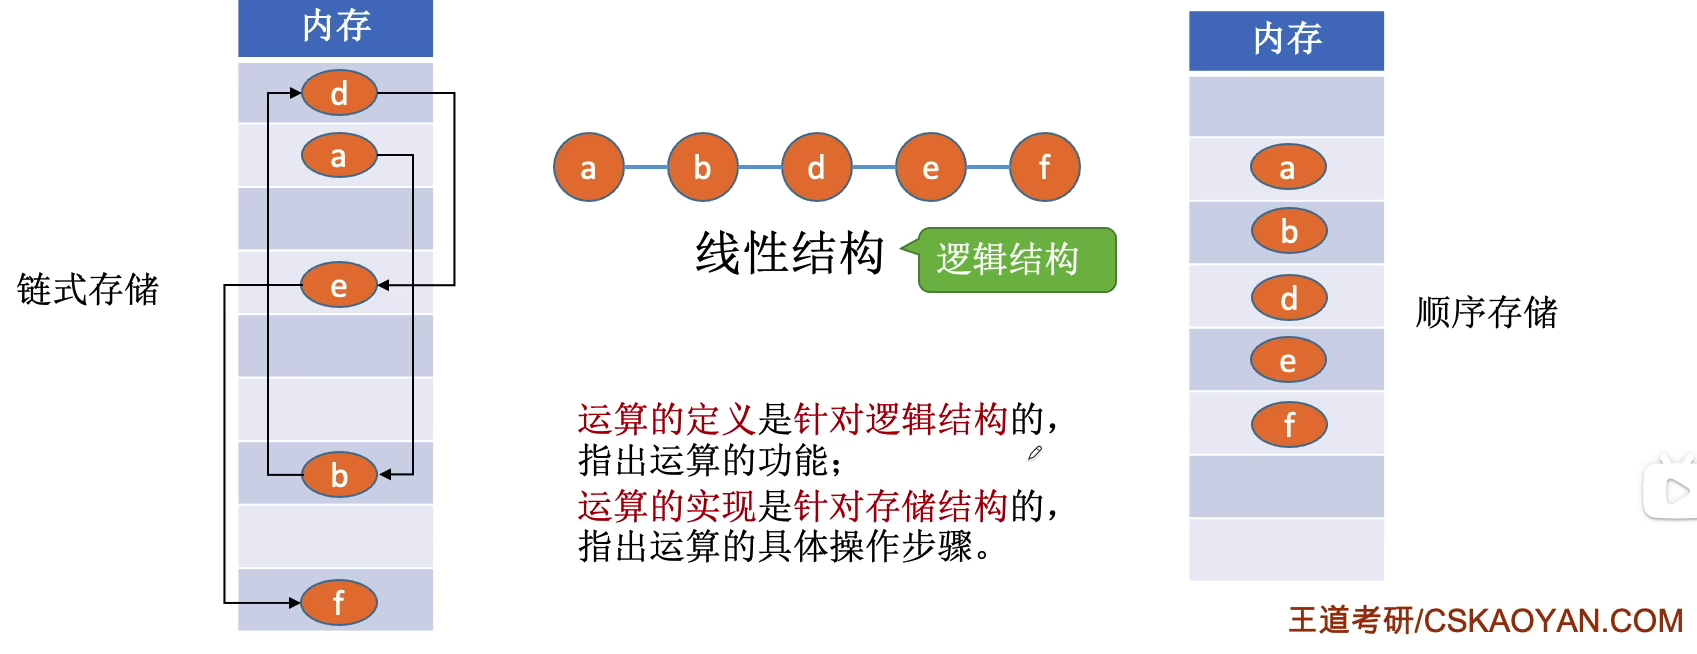 内存
d
a
e
b
f
链式存储
a
b
d
e
f
线性结构
逻辑结构
运算的定义是针对逻辑结构的，
指出运算的功能；
运算的实现是针对存储结构的，
指出运算的具体操作步骤。
内存
a
b
d
e
f
顺序存储
王道考研/CSKAOYAN.COM